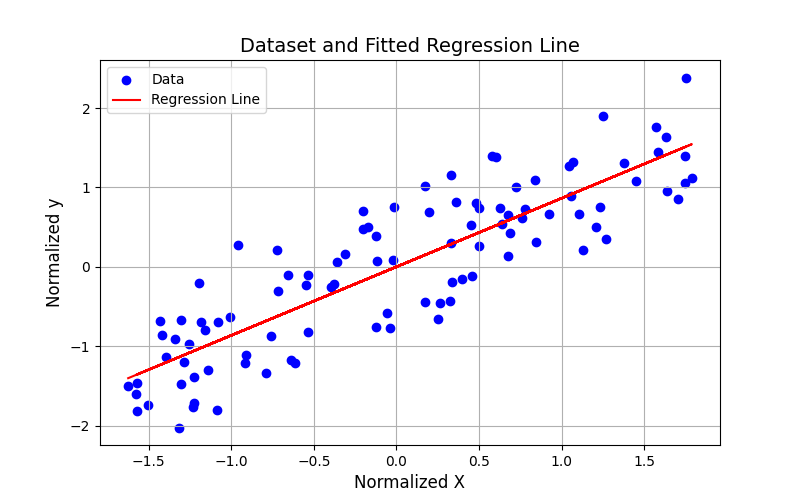 Dataset and Fitted Regression Line
Data
Regression Line
Normalized y
2
1
0
−1
−2
−1.5
−1.0
−0.5
0.0
0.5
1.0
1.5
Normalized X